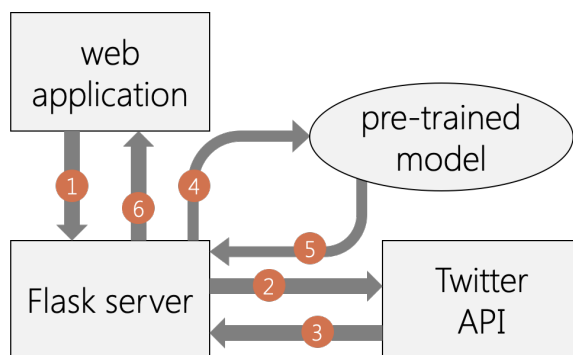 web
application
pre-trained
model
1
6
4
5
Flask server
2
3
Twitter
API